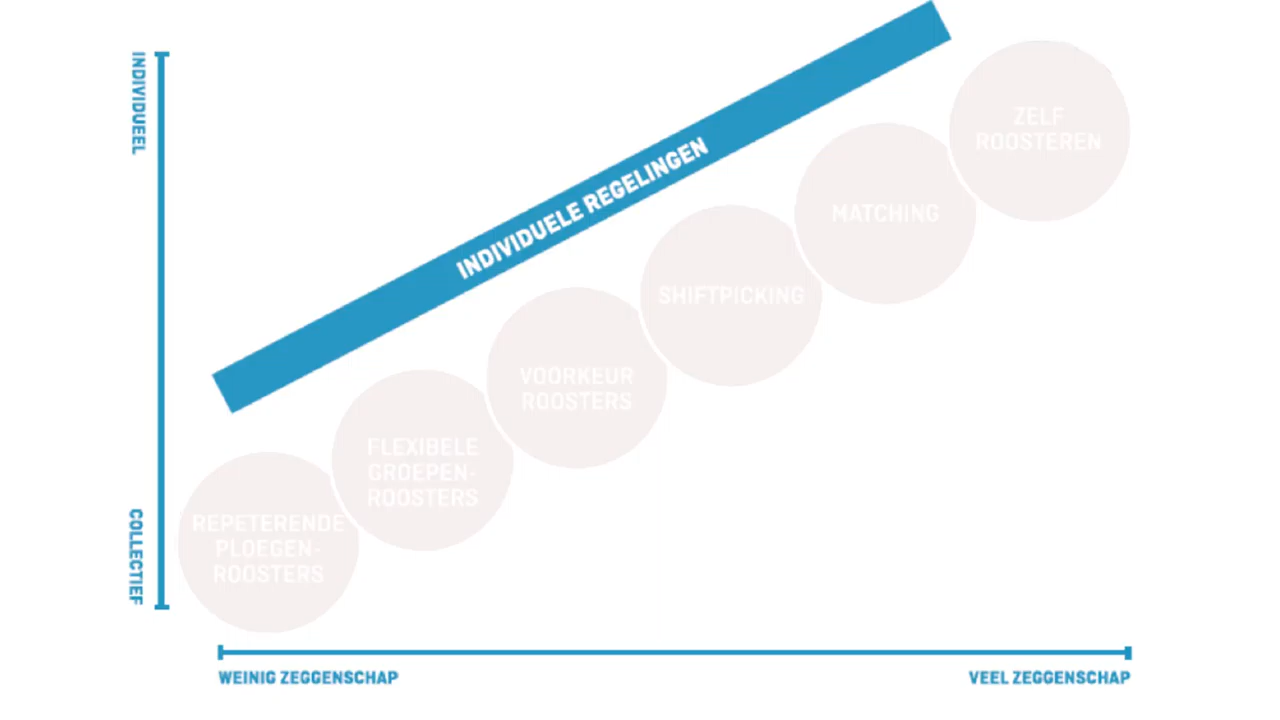 INDIVIDUEEL
COLLECTIEF
INDIVIDUELE REGELINGEN
ZELF
ROOSTEREN
MATCHING
SHIFTPICKING
VOORKEUR
ROOSTERS
FLEXIBELE
GROEPEN-
ROOSTERS
REPETERENDE
PLOEGEN-
ROOSTERS
WEINIG ZEGGENSCHAP
VEEL ZEGGENSCHAP